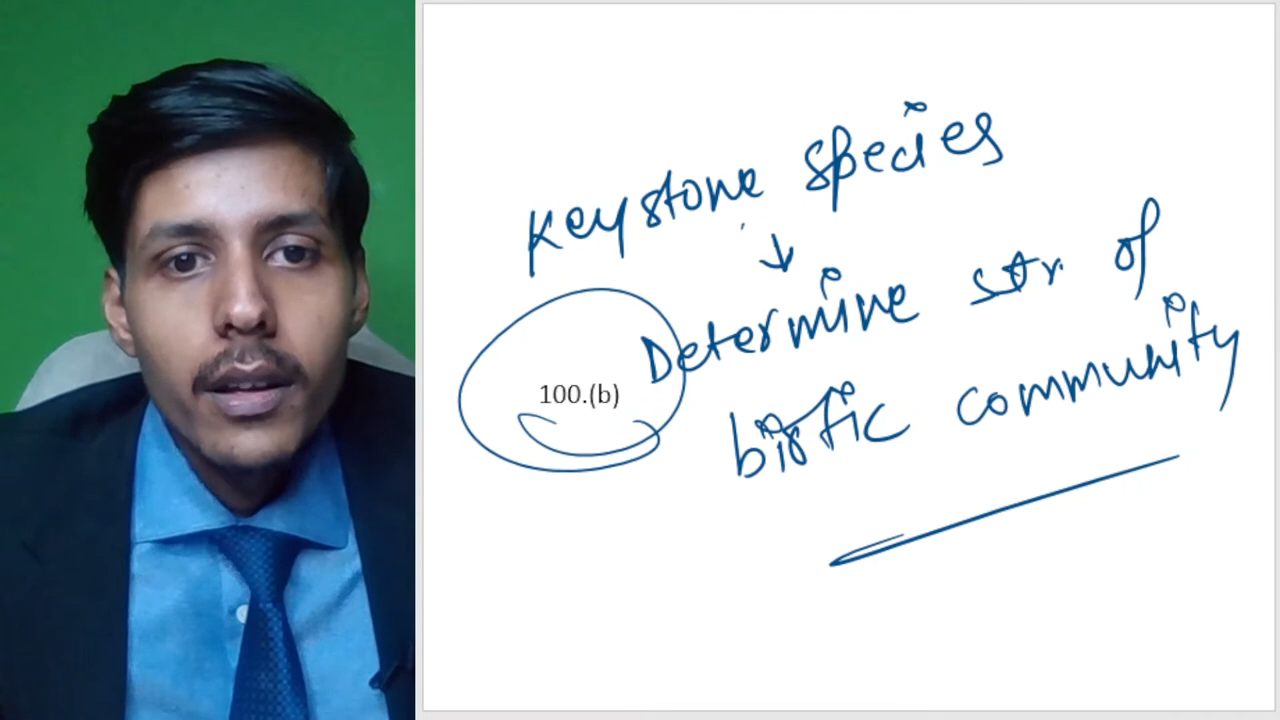 Keystone species
↓
Determine str. of
100.(b)
biotic community